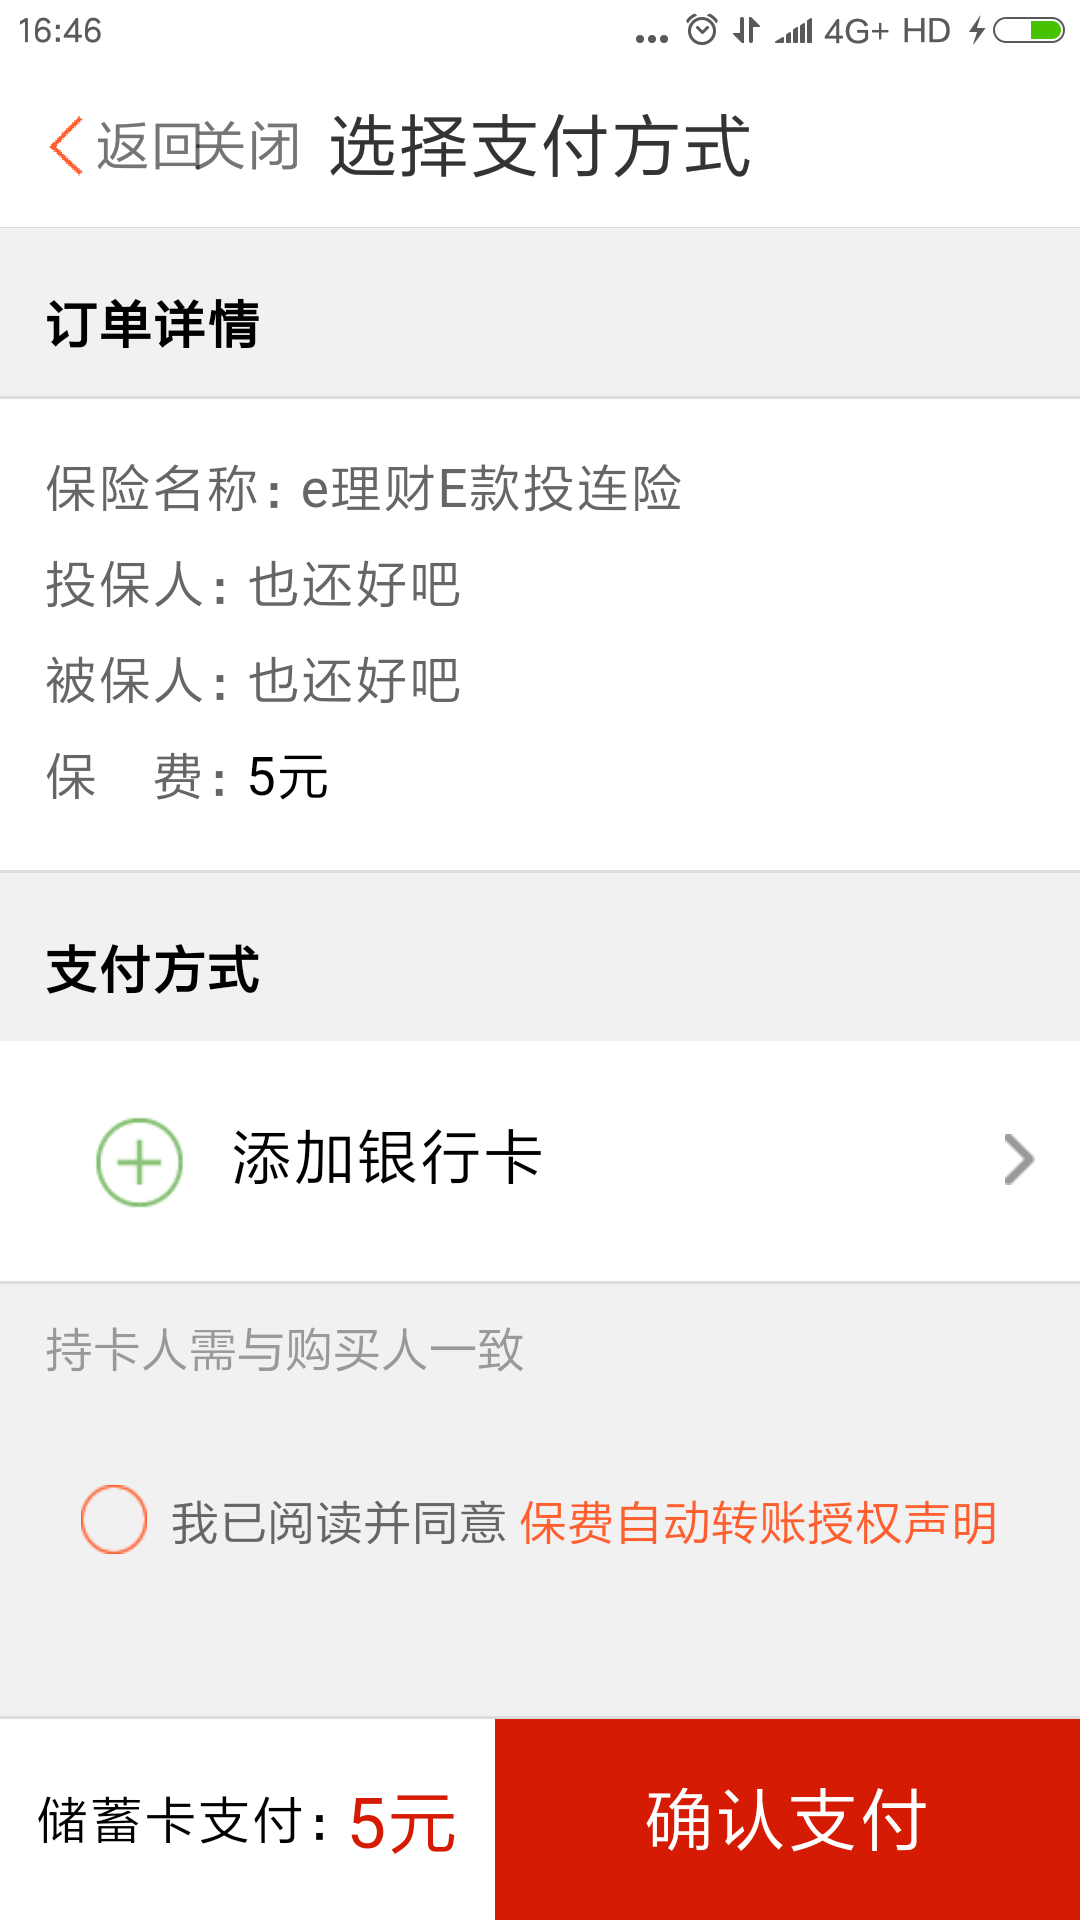 16:46 ... 4G+ HD
返回关闭 选择支付方式
订单详情
保险名称: e理财E款投连险
投保人: 也还好吧
被保人: 也还好吧
保　费: 5元
支付方式
添加银行卡
持卡人需与购买人一致
我已阅读并同意 保费自动转账授权声明
储蓄卡支付: 5元 确认支付